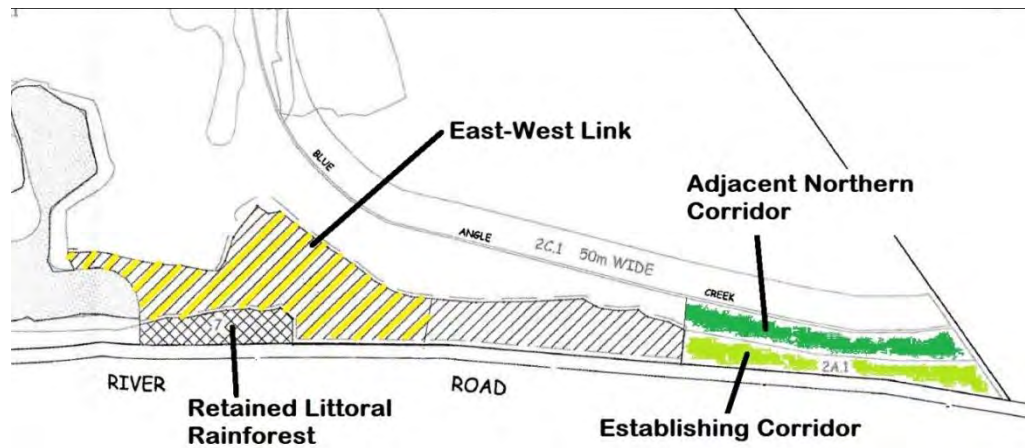 East-West Link
BLUE
Adjacent Northern
Corridor
ANGLE
2C.1 50m WIDE
CREEK
2A.1
RIVER
ROAD
Retained Littoral
Rainforest
Establishing Corridor